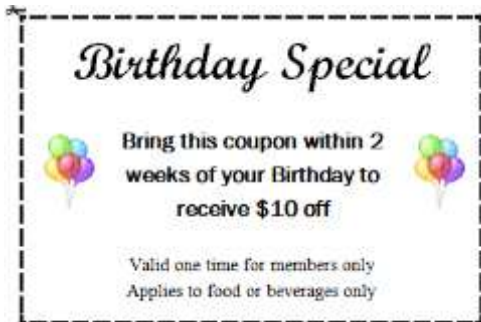 Birthday Special
Bring this coupon within 2
weeks of your Birthday to
receive $10 off
Valid one time for members only
Applies to food or beverages only